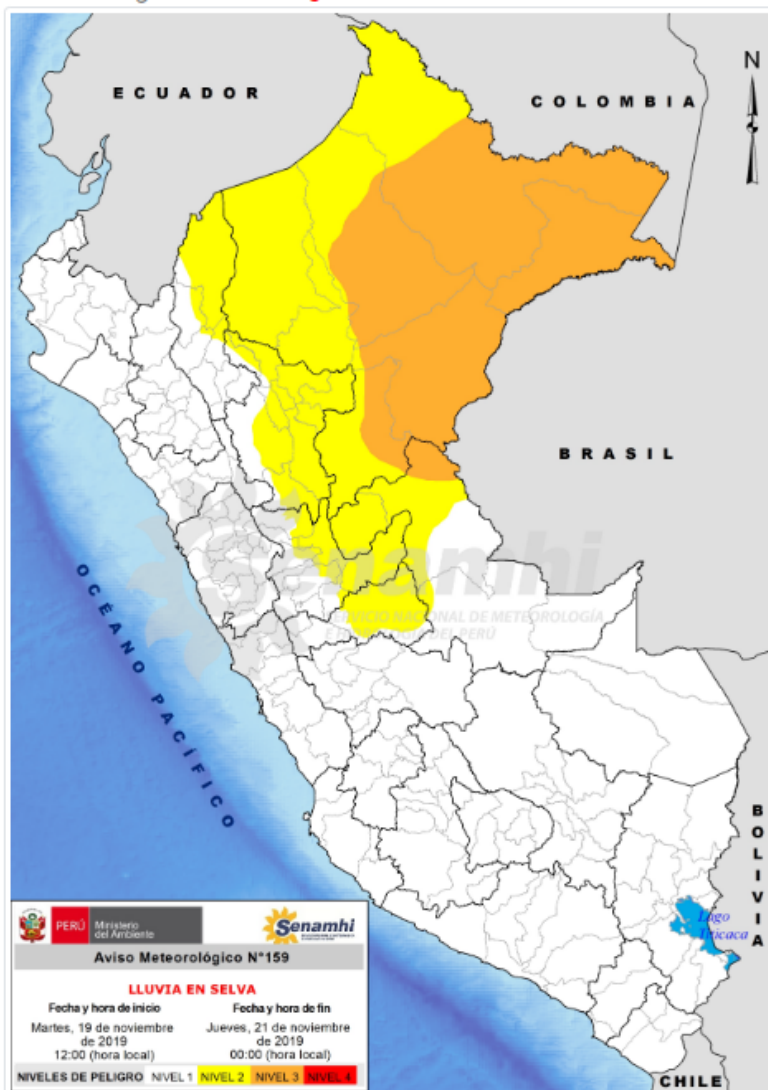 ECUADOR
COLOMBIA
N
BRASIL
OCÉANO PACÍFICO
Senamhi
SERVICIO NACIONAL DE METEOROLOGÍA
E HIDROLOGÍA DEL PERÚ
BOLIVIA
Lago
Titicaca
CHILE
PERÚ Ministerio
del Ambiente
Senamhi
Aviso Meteorológico N°159
LLUVIA EN SELVA
Fecha y hora de inicio Fecha y hora de fin
Martes, 19 de noviembre Jueves, 21 de noviembre
de 2019 de 2019
12:00 (hora local) 00:00 (hora local)
NIVELES DE PELIGRO NIVEL 1 NIVEL 2 NIVEL 3 NIVEL 4